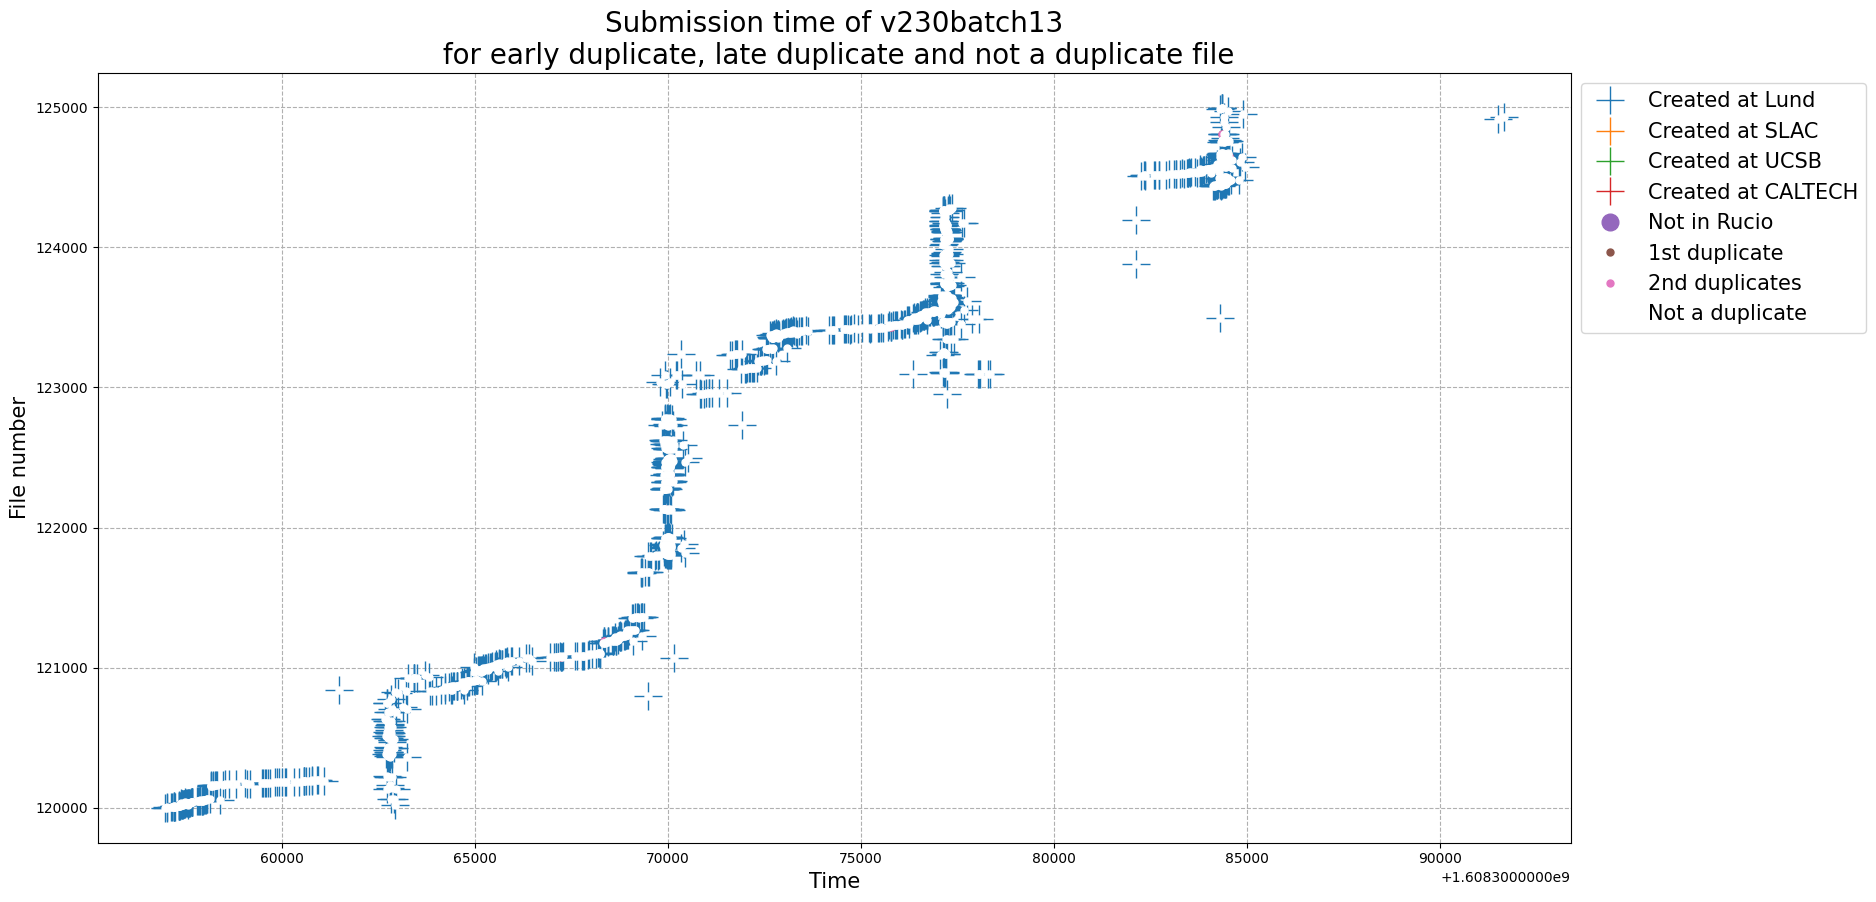 Submission time of v230batch13
for early duplicate, late duplicate and not a duplicate file
File number
125000
124000
123000
122000
121000
120000
60000
65000
70000
75000
80000
85000
90000
+1.6083000000e9
Time
Created at Lund
Created at SLAC
Created at UCSB
Created at CALTECH
Not in Rucio
1st duplicate
2nd duplicates
Not a duplicate